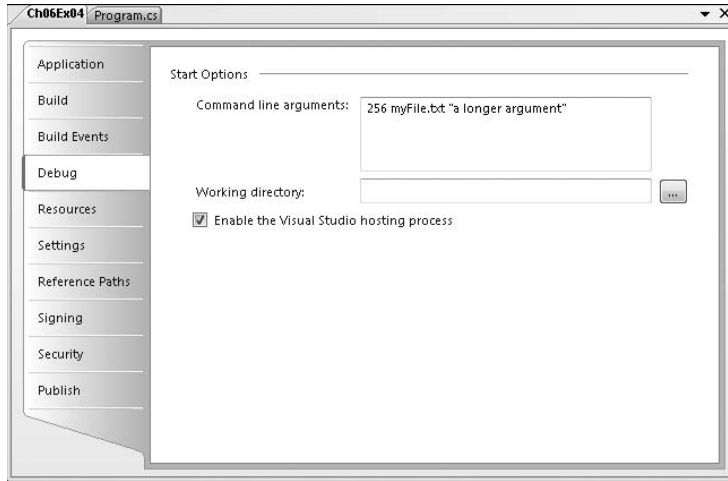 Ch06Ex04 Program.cs
Application
Build
Build Events
Debug
Resources
Settings
Reference Paths
Signing
Security
Publish
Start Options
Command line arguments: 256 myFile.txt "a longer argument"
Working directory: ...
Enable the Visual Studio hosting process